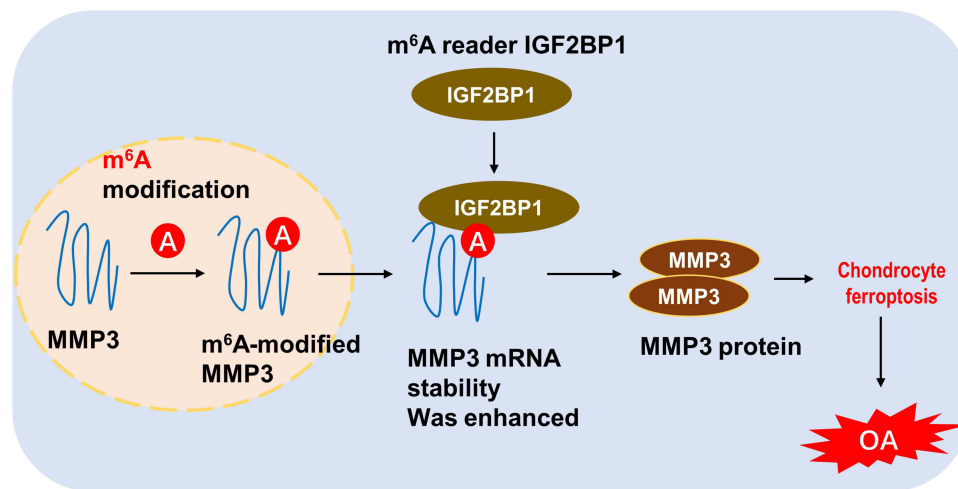 m⁶A reader IGF2BP1
IGF2BP1
m⁶A
modification
IGF2BP1
A
A
A
MMP3
m⁶A-modified
MMP3
MMP3 mRNA
stability
Was enhanced
MMP3
MMP3
MMP3 protein
Chondrocyte
ferroptosis
OA